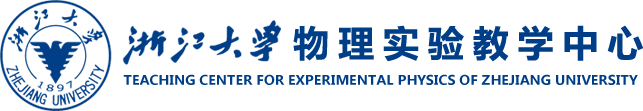 浙江大学
1897
ZHEJIANG UNIVERSITY
浙江大学物理实验教学中心
TEACHING CENTER FOR EXPERIMENTAL PHYSICS OF ZHEJIANG UNIVERSITY